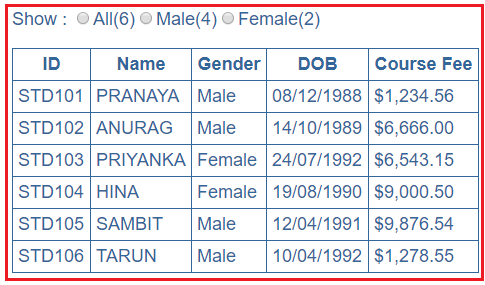 Show : All(6) Male(4) Female(2)
ID Name Gender DOB Course Fee
STD101 PRANAYA Male 08/12/1988 $1,234.56
STD102 ANURAG Male 14/10/1989 $6,666.00
STD103 PRIYANKA Female 24/07/1992 $6,543.15
STD104 HINA Female 19/08/1990 $9,000.50
STD105 SAMBIT Male 12/04/1991 $9,876.54
STD106 TARUN Male 10/04/1992 $1,278.55